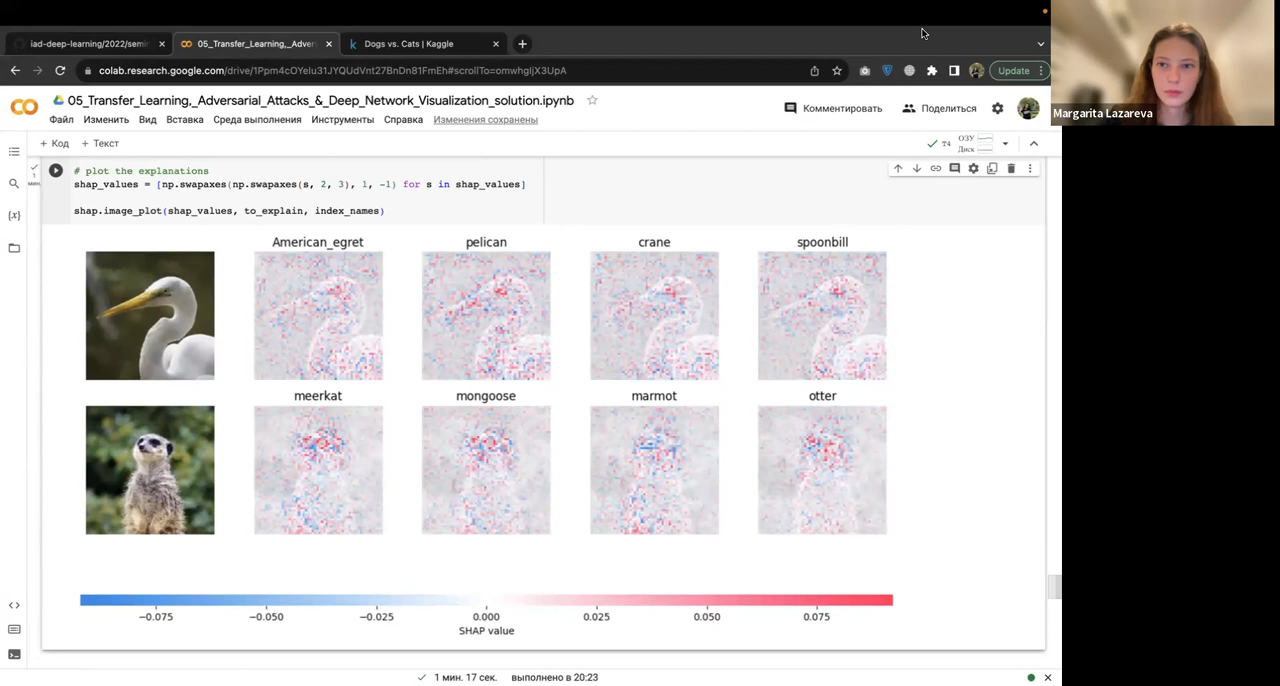 iad-deep-learning/2022/semi
05_Transfer_Learning,_Adver
Dogs vs. Cats | Kaggle
colab.research.google.com/drive/1Ppm4cOYelu31JYQUdVnt27BnDn81FmEh#scrollTo=omwhgljX3UpA
Update
Margarita Lazareva
05_Transfer_Learning,_Adversarial_Attacks_&_Deep_Network_Visualization_solution.ipynb
Комментировать
Поделиться
Файл Изменить Вид Вставка Среда выполнения Инструменты Справка Изменения сохранены
+ Код + Текст
T4
ОЗУ
Диск
1
мин.
# plot the explanations
shap_values = [np.swapaxes(np.swapaxes(s, 2, 3), 1, -1) for s in shap_values]
shap.image_plot(shap_values, to_explain, index_names)
American_egret pelican crane spoonbill
meerkat mongoose marmot otter
−0.075 −0.050 −0.025 0.000 0.025 0.050 0.075
SHAP value
1 мин. 17 сек. выполнено в 20:23